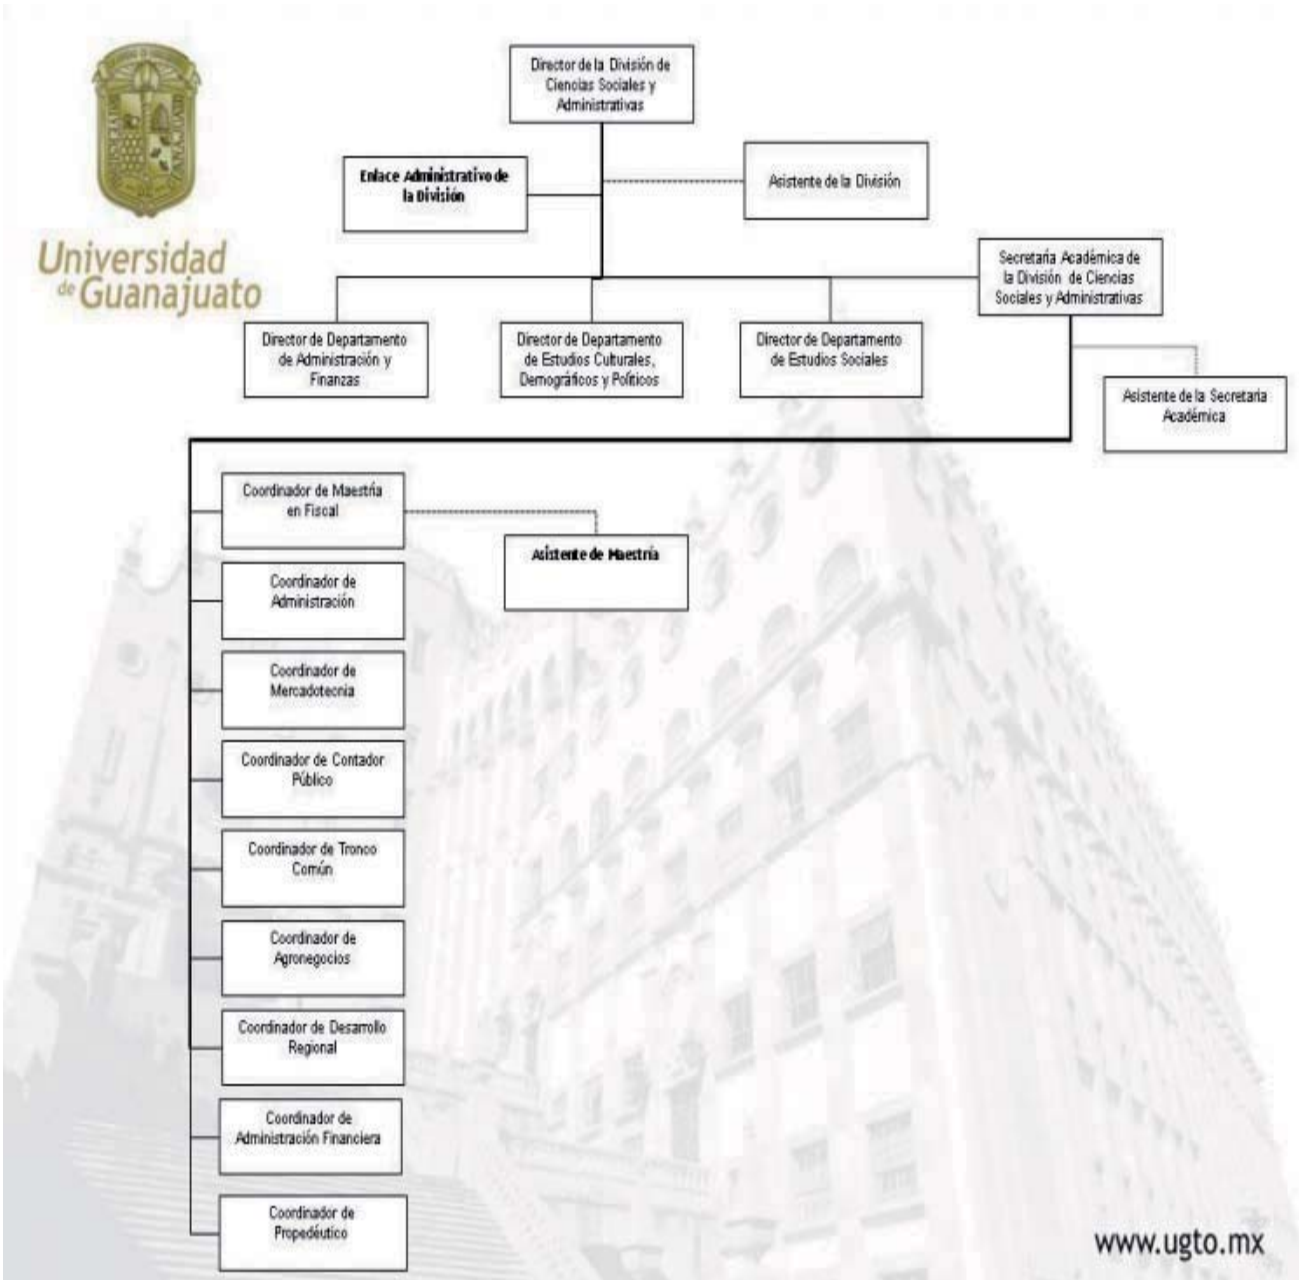 Director de la División de
Ciencias Sociales y
Administrativas
Enlace Administrativo de
la División
Asistente de la División
Universidad
de Guanajuato
Secretaría Académica de
la División de Ciencias
Sociales y Administrativas
Director de Departamento
de Administración y
Finanzas
Director de Departamento
de Estudios Culturales,
Demográficos y Políticos
Director de Departamento
de Estudios Sociales
Asistente de la Secretaria
Académica
Coordinador de Maestría
en Fiscal
Asistente de Maestría
Coordinador de
Administración
Coordinador de
Mercadotecnia
Coordinador de Contador
Público
Coordinador de Tronco
Común
Coordinador de
Agronegocios
Coordinador de Desarrollo
Regional
Coordinador de
Administración Financiera
Coordinador de
Propedéutico
www.ugto.mx